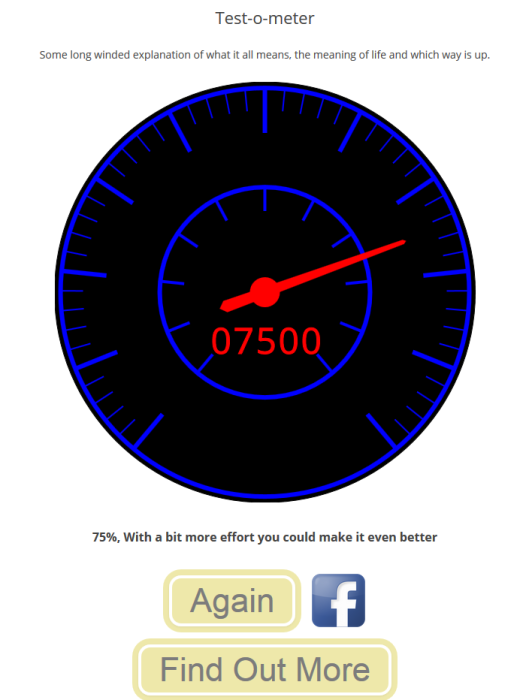 Test-o-meter
Some long winded explanation of what it all means, the meaning of life and which way is up.
07500
75%, With a bit more effort you could make it even better
Again
f
Find Out More